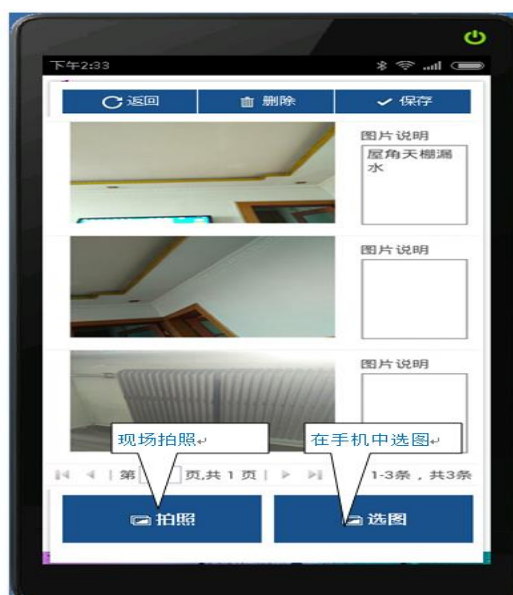 下午2:33
返回 删除 保存
图片说明
屋角天棚漏
水
图片说明
图片说明
现场拍照
在手机中选图
第 页,共 1 页 1-3条，共3条
拍照 选图